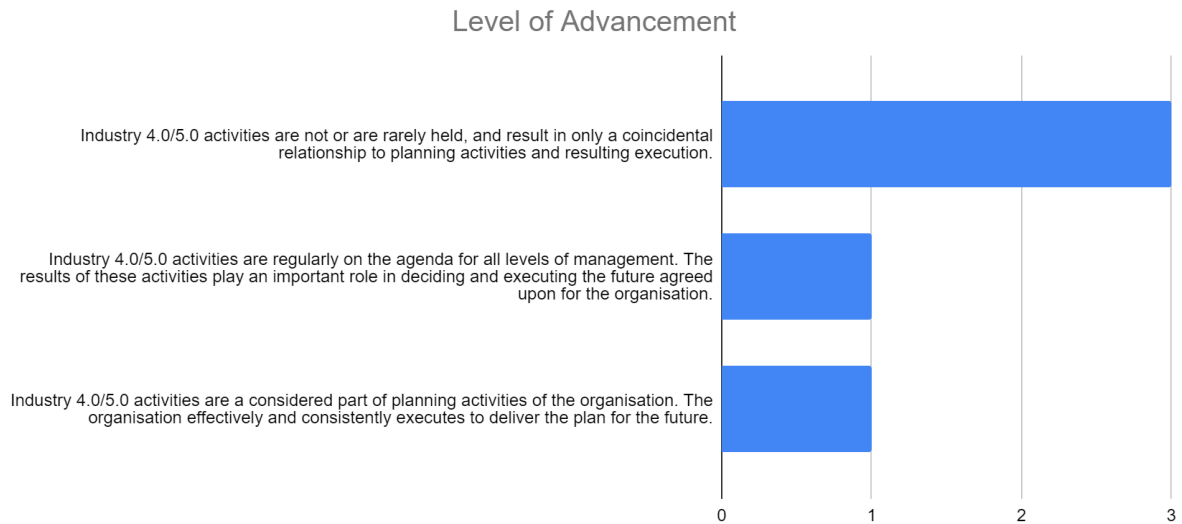 Level of Advancement
Industry 4.0/5.0 activities are not or are rarely held, and result in only a coincidental
relationship to planning activities and resulting execution.
Industry 4.0/5.0 activities are regularly on the agenda for all levels of management. The
results of these activities play an important role in deciding and executing the future agreed
upon for the organisation.
Industry 4.0/5.0 activities are a considered part of planning activities of the organisation. The
organisation effectively and consistently executes to deliver the plan for the future.
0 1 2 3